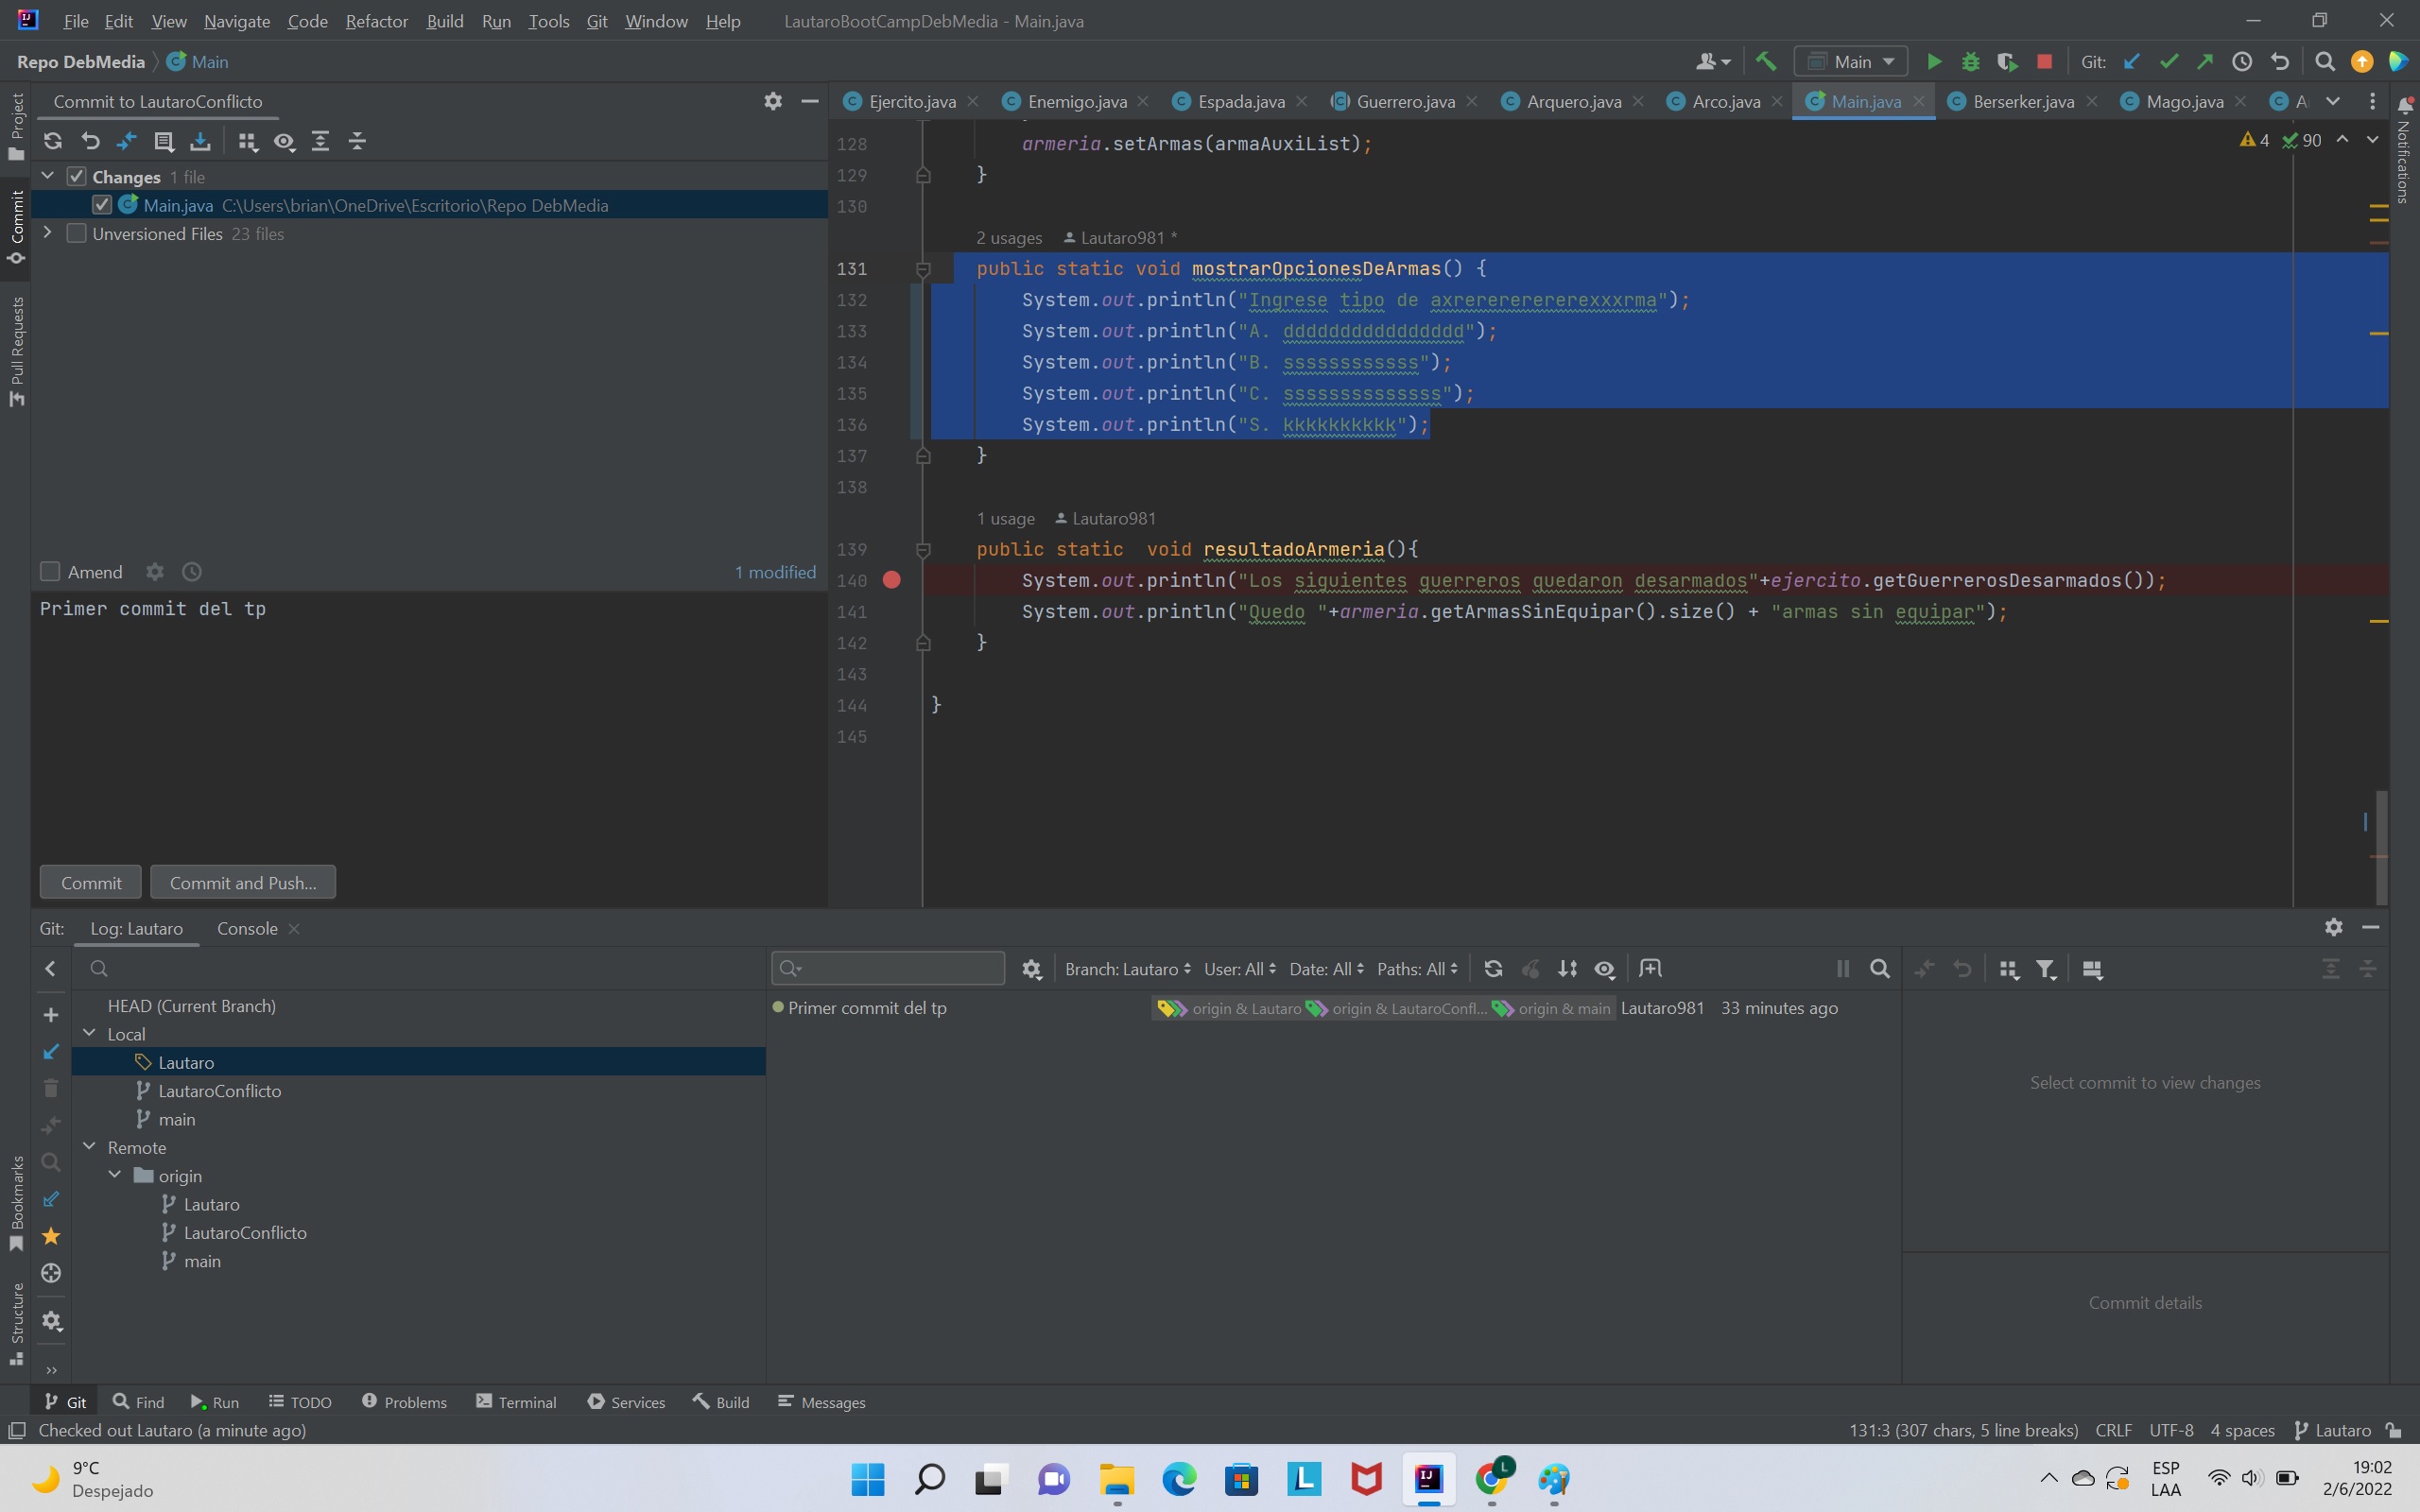 File Edit View Navigate Code Refactor Build Run Tools Git Window Help LautaroBootCampDebMedia - Main.java
Repo DebMedia Main
Main Git:
Project
Commit
Pull Requests
Bookmarks
Structure
Notifications
Commit to LautaroConflicto
Changes 1 file
Main.java C:\Users\brian\OneDrive\Escritorio\Repo DebMedia
Unversioned Files 23 files
Amend 1 modified
Primer commit del tp
Commit Commit and Push...
Ejercito.java Enemigo.java Espada.java Guerrero.java Arquero.java Arco.java Main.java Berserker.java Mago.java A
4 90
128 armeria.setArmas(armaAuxiList);
129 }
130
2 usages Lautaro981 *
131 public static void mostrarOpcionesDeArmas() {
132 System.out.println("Ingrese tipo de axrerererererexxxrma");
133 System.out.println("A. dddddddddddddddd");
134 System.out.println("B. ssssssssssss");
135 System.out.println("C. ssssssssssssss");
136 System.out.println("S. kkkkkkkkkk");
137 }
138
1 usage Lautaro981
139 public static  void resultadoArmeria(){
140 System.out.println("Los siguientes guerreros quedaron desarmados"+ejercito.getGuerrerosDesarmados());
141 System.out.println("Quedo "+armeria.getArmasSinEquipar().size() + "armas sin equipar");
142 }
143
144 }
145
Git: Log: Lautaro Console
Branch: Lautaro User: All Date: All Paths: All
HEAD (Current Branch)
Local
Lautaro
LautaroConflicto
main
Remote
origin
Lautaro
LautaroConflicto
main
Primer commit del tp origin & Lautaro origin & LautaroConfl... origin & main Lautaro981 33 minutes ago
Select commit to view changes
Commit details
Git Find Run TODO Problems Terminal Services Build Messages
Checked out Lautaro (a minute ago) 131:3 (307 chars, 5 line breaks) CRLF UTF-8 4 spaces Lautaro
9°C
Despejado
L
L
ESP
LAA
19:02
2/6/2022